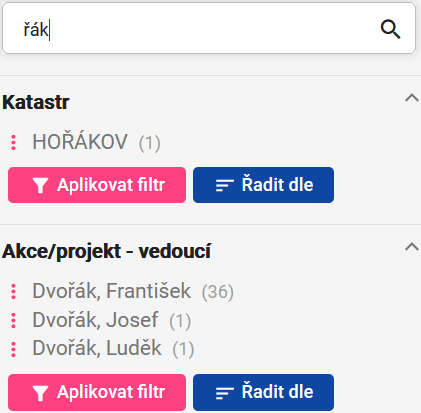 řák
Katastr
HOŘÁKOV (1)
Aplikovat filtr Řadit dle
Akce/projekt - vedoucí
Dvořák, František (36)
Dvořák, Josef (1)
Dvořák, Luděk (1)
Aplikovat filtr Řadit dle